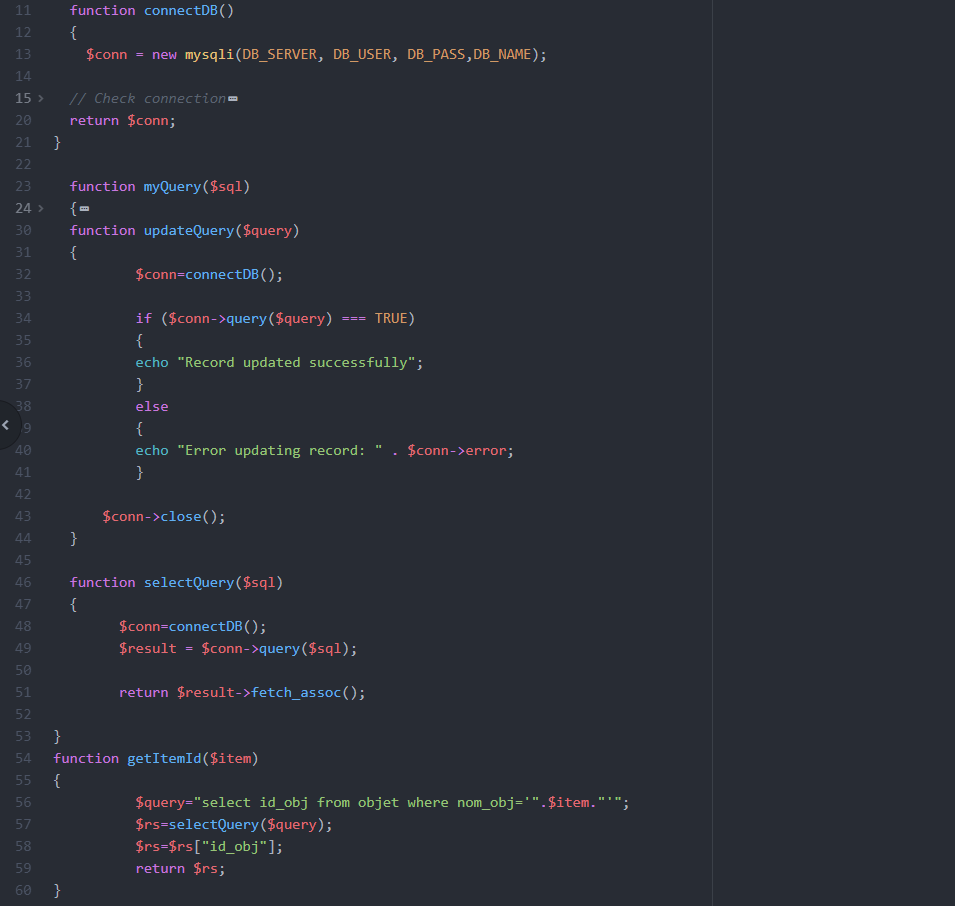 11 function connectDB()
12 {
13 $conn = new mysqli(DB_SERVER, DB_USER, DB_PASS,DB_NAME);
14
15 // Check connection
20 return $conn;
21 }
22
23 function myQuery($sql)
24 {
30 function updateQuery($query)
31 {
32 $conn=connectDB();
33
34 if ($conn->query($query) === TRUE)
35 {
36 echo "Record updated successfully";
37 }
38 else
9 {
40 echo "Error updating record: " . $conn->error;
41 }
42
43 $conn->close();
44 }
45
46 function selectQuery($sql)
47 {
48 $conn=connectDB();
49 $result = $conn->query($sql);
50
51 return $result->fetch_assoc();
52
53 }
54 function getItemId($item)
55 {
56 $query="select id_obj from objet where nom_obj='".$item."'";
57 $rs=selectQuery($query);
58 $rs=$rs["id_obj"];
59 return $rs;
60 }